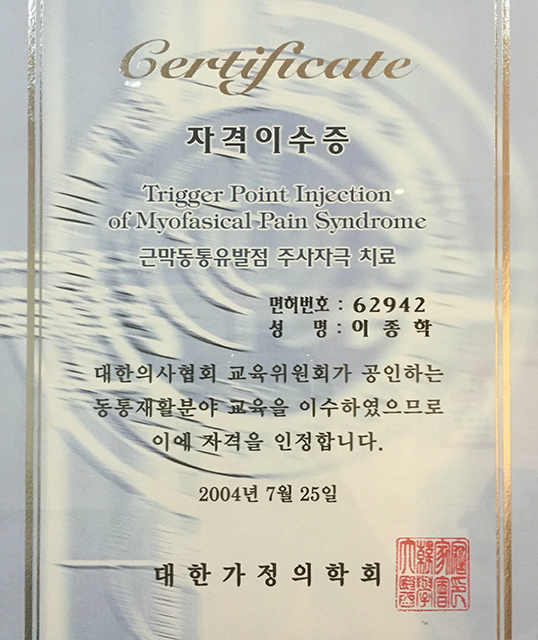 Certificate
자격이수증
Trigger Point Injection
of Myofasical Pain Syndrome
근막동통유발점 주사자극 치료
면허번호 : 62942
성 명 : 이 종 학
대한의사협회 교육위원회가 공인하는
동통재활분야 교육을 이수하였으므로
이에 자격을 인정합니다.
2004년 7월 25일
대한가정의학회